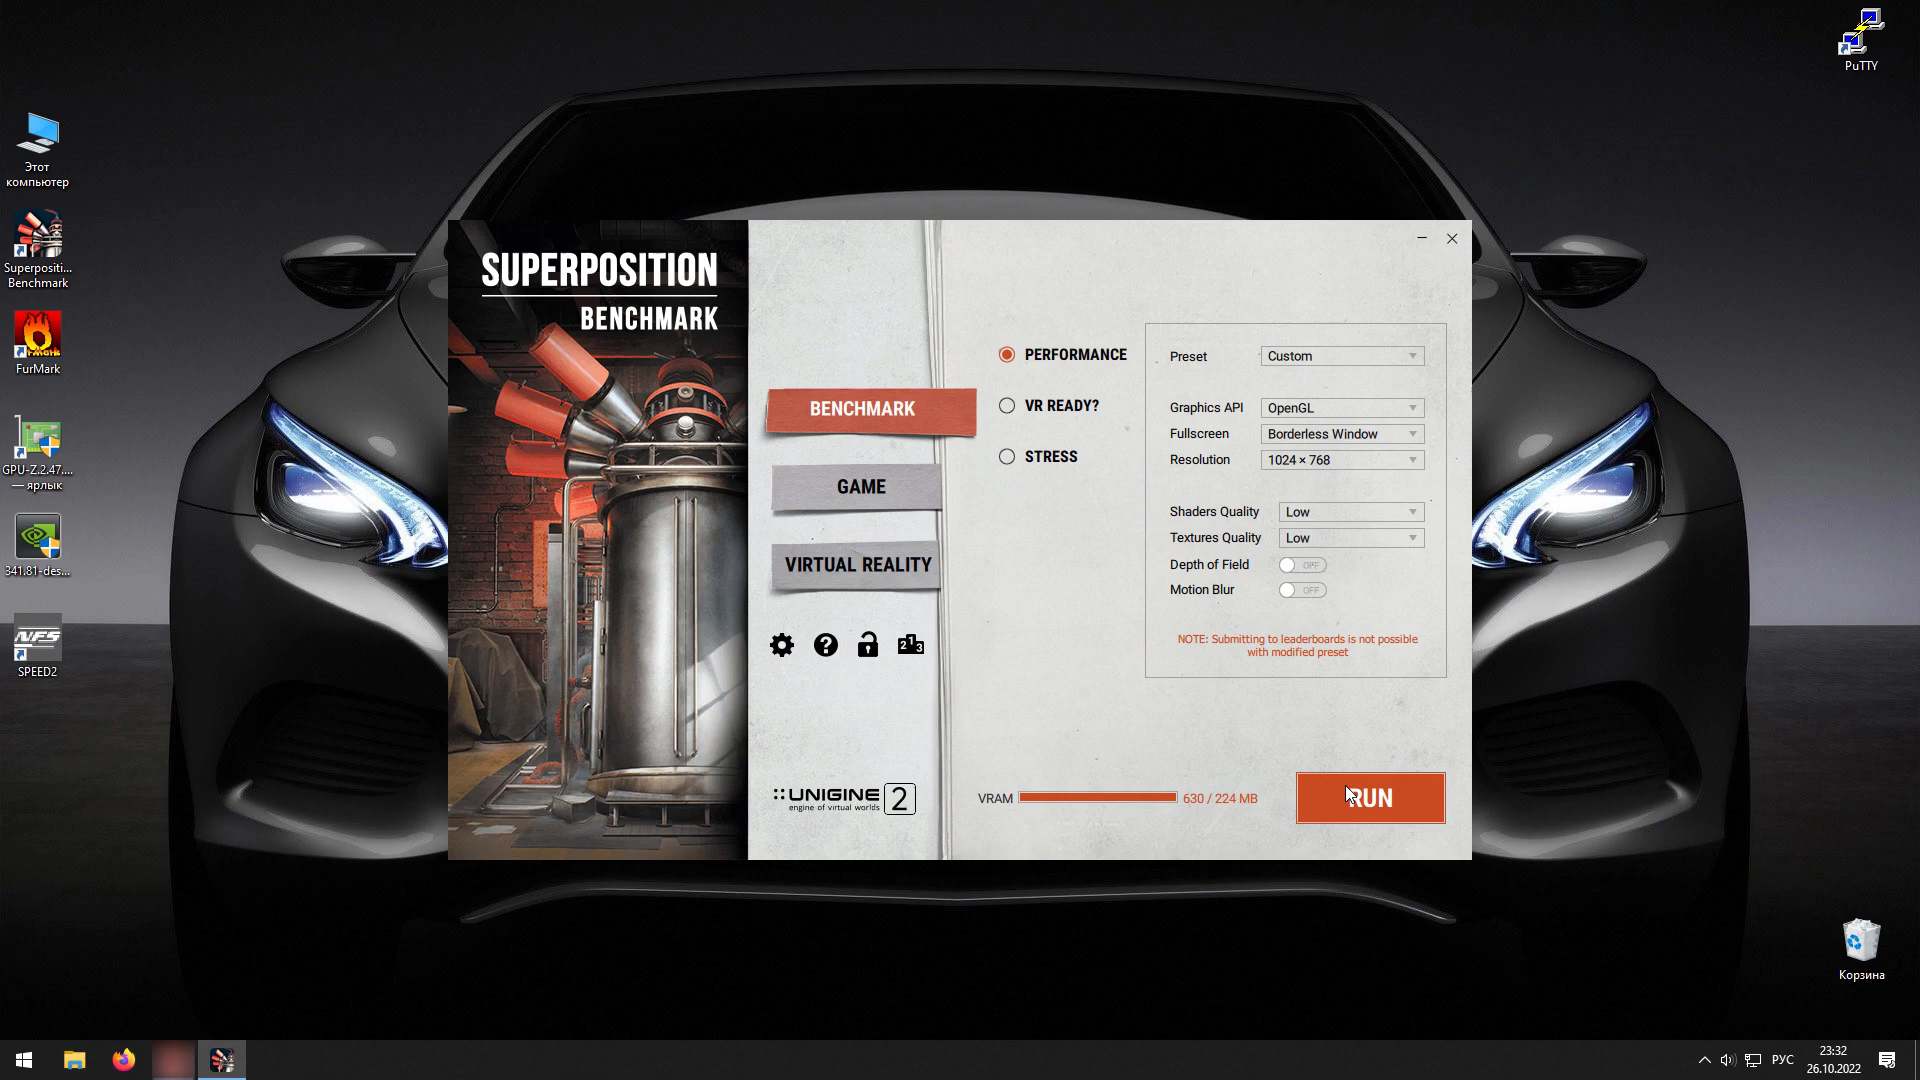 PuTTY
Этот
компьютер
Superpositi...
Benchmark
FurMark
GPU-Z.2.47....
— ярлык
341.81-des...
NFS
SPEED2
SUPERPOSITION
BENCHMARK
BENCHMARK
GAME
VIRTUAL REALITY
PERFORMANCE
VR READY?
STRESS
Preset Custom
Graphics API OpenGL
Fullscreen Borderless Window
Resolution 1024 × 768
Shaders Quality Low
Textures Quality Low
Depth of Field OFF
Motion Blur OFF
NOTE: Submitting to leaderboards is not possible
with modified preset
2 1 3
UNIGINE 2
engine of virtual worlds
VRAM 630 / 224 MB
RUN
Корзина
РУС
23:32
26.10.2022